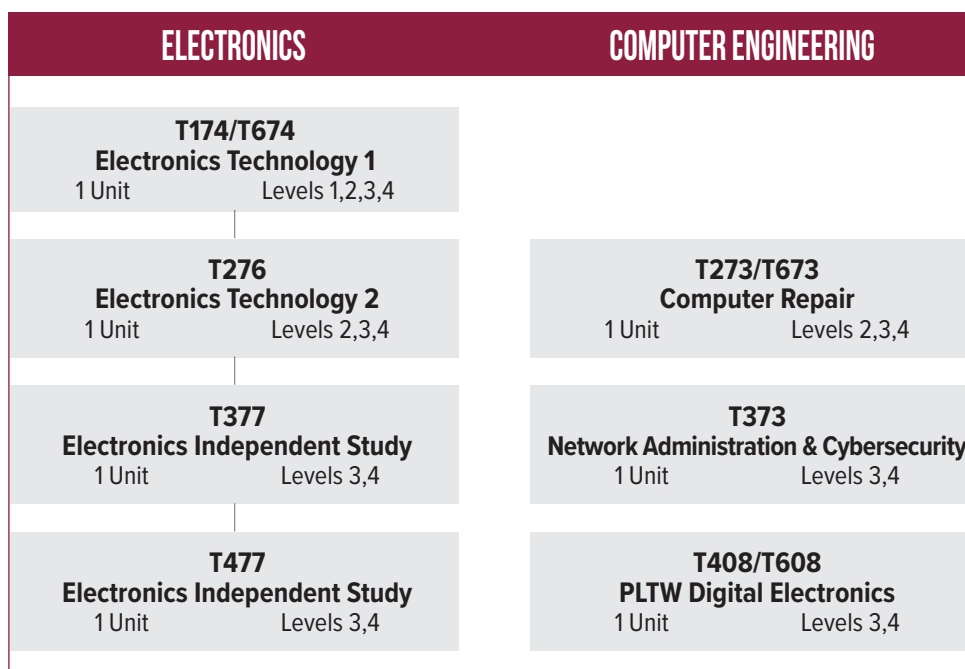 ELECTRONICS
T174/T674
Electronics Technology 1
1 Unit Levels 1,2,3,4
T276
Electronics Technology 2
1 Unit Levels 2,3,4
T377
Electronics Independent Study
1 Unit Levels 3,4
T477
Electronics Independent Study
1 Unit Levels 3,4
COMPUTER ENGINEERING
T273/T673
Computer Repair
1 Unit Levels 2,3,4
T373
Network Administration & Cybersecurity
1 Unit Levels 3,4
T408/T608
PLTW Digital Electronics
1 Unit Levels 3,4